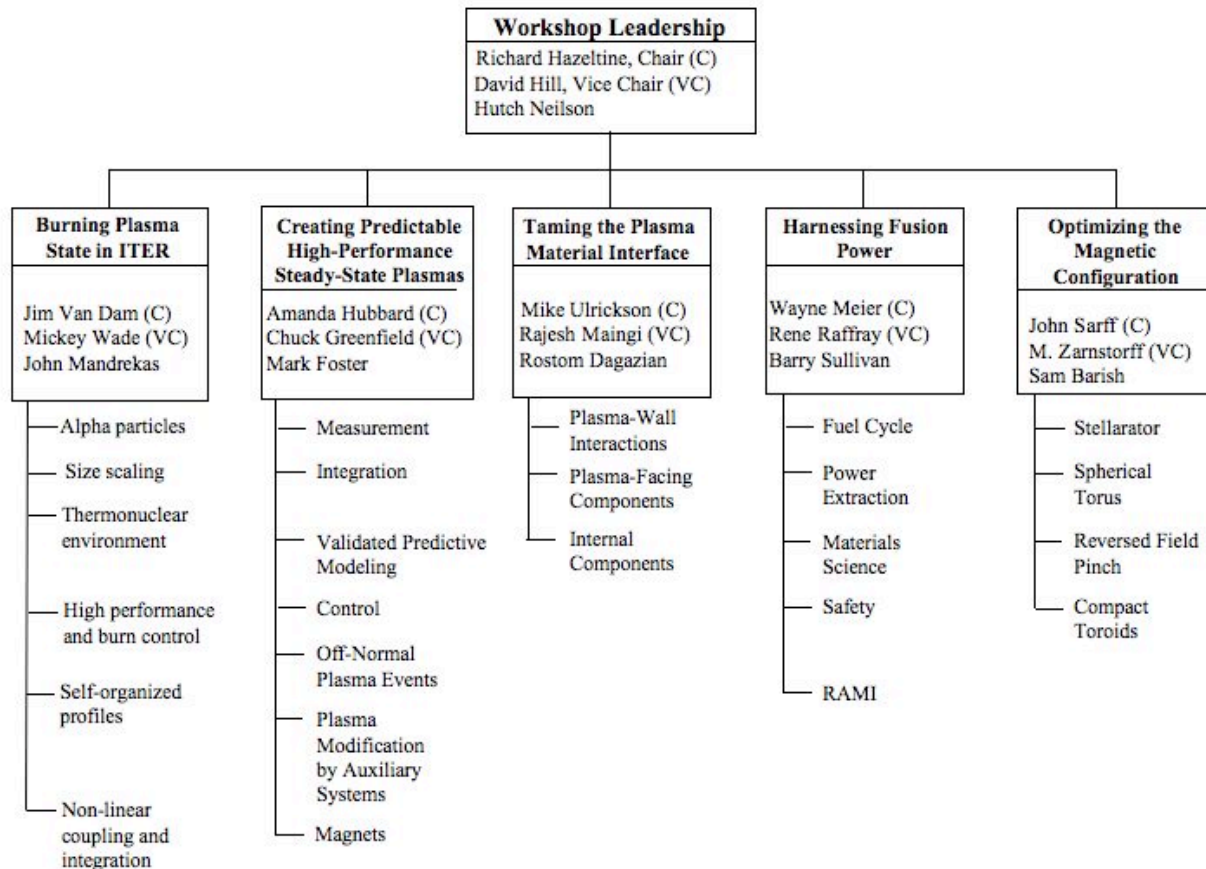 Workshop Leadership
Richard Hazeltine, Chair (C)
David Hill, Vice Chair (VC)
Hutch Neilson
Burning Plasma
State in ITER
Jim Van Dam (C)
Mickey Wade (VC)
John Mandrekas
Alpha particles
Size scaling
Thermonuclear
environment
High performance
and burn control
Self-organized
profiles
Non-linear
coupling and
integration
Creating Predictable
High-Performance
Steady-State Plasmas
Amanda Hubbard (C)
Chuck Greenfield (VC)
Mark Foster
Measurement
Integration
Validated Predictive
Modeling
Control
Off-Normal
Plasma Events
Plasma
Modification
by Auxiliary
Systems
Magnets
Taming the Plasma
Material Interface
Mike Ulrickson (C)
Rajesh Maingi (VC)
Rostom Dagazian
Plasma-Wall
Interactions
Plasma-Facing
Components
Internal
Components
Harnessing Fusion
Power
Wayne Meier (C)
Rene Raffray (VC)
Barry Sullivan
Fuel Cycle
Power
Extraction
Materials
Science
Safety
RAMI
Optimizing the
Magnetic
Configuration
John Sarff (C)
M. Zarnstorff (VC)
Sam Barish
Stellarator
Spherical
Torus
Reversed Field
Pinch
Compact
Toroids